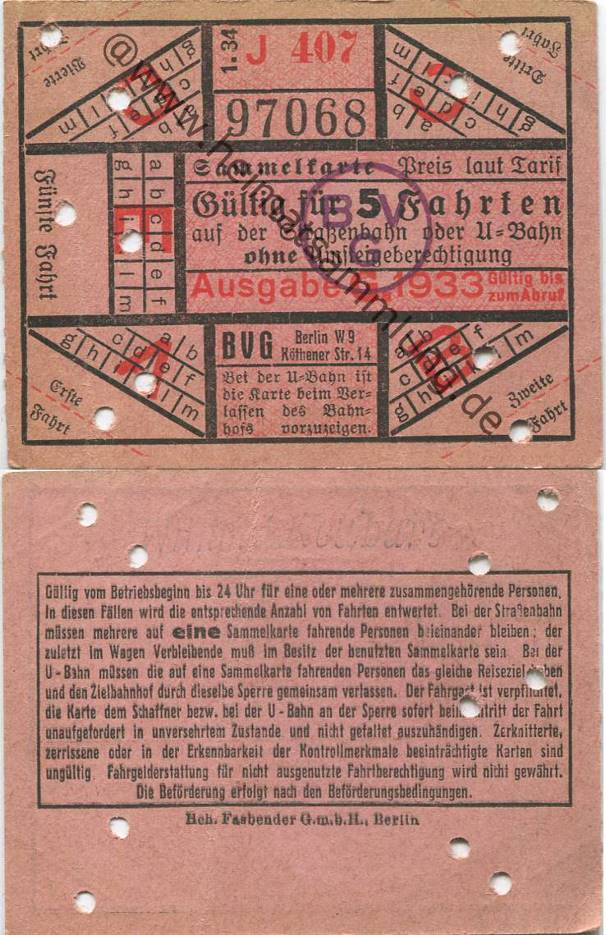 1. 34 J 407
97068
Vierte
Fahrt
a b
c d e f
g h i l m
Dritte
Fahrt
a b
c d e f
g h i l m
Fünfte Fahrt
a b c d e f
g h i l m
Sammelkarte Preis laut Tarif
Gültig für 5 Fahrten
auf der Straßenbahn oder U=Bahn
ohne Umsteigeberechtigung
Ausgabe 1933 Gültig bis
zum Abruf
BVG
Erste
Fahrt
a b
c d e f
g h i l m
BVG Berlin W9
Köthener Str. 14
Bei der U=Bahn ist
die Karte beim Ver=
lassen des Bahn=
hofs vorzuzeigen.
Zweite
Fahrt
a b e f
c d
g h i l m
@www.heimatsammlung.de
Gültig vom Betriebsbeginn bis 24 Uhr für eine oder mehrere zusammengehörende Personen.
In diesen Fällen wird die entsprechende Anzahl von Fahrten entwertet. Bei der Straßenbahn
müssen mehrere auf eine Sammelkarte fahrende Personen beieinander bleiben; der
zuletzt im Wagen Verbleibende muß im Besitz der benutzten Sammelkarte sein. Bei der
U-Bahn müssen die auf eine Sammelkarte fahrenden Personen das gleiche Reiseziel haben
und den Zielbahnhof durch dieselbe Sperre gemeinsam verlassen. Der Fahrgast ist verpflichtet,
die Karte dem Schaffner bezw. bei der U-Bahn an der Sperre sofort beim Antritt der Fahrt
unaufgefordert in unversehrtem Zustande und nicht gefaltet auszuhändigen. Zerknitterte,
zerrissene oder in der Erkennbarkeit der Kontrollmerkmale beeinträchtigte Karten sind
ungültig. Fahrgelderstattung für nicht ausgenutzte Fahrtberechtigung wird nicht gewährt.
Die Beförderung erfolgt nach den Beförderungsbedingungen.
Hch. Fasbender G.m.b.H., Berlin